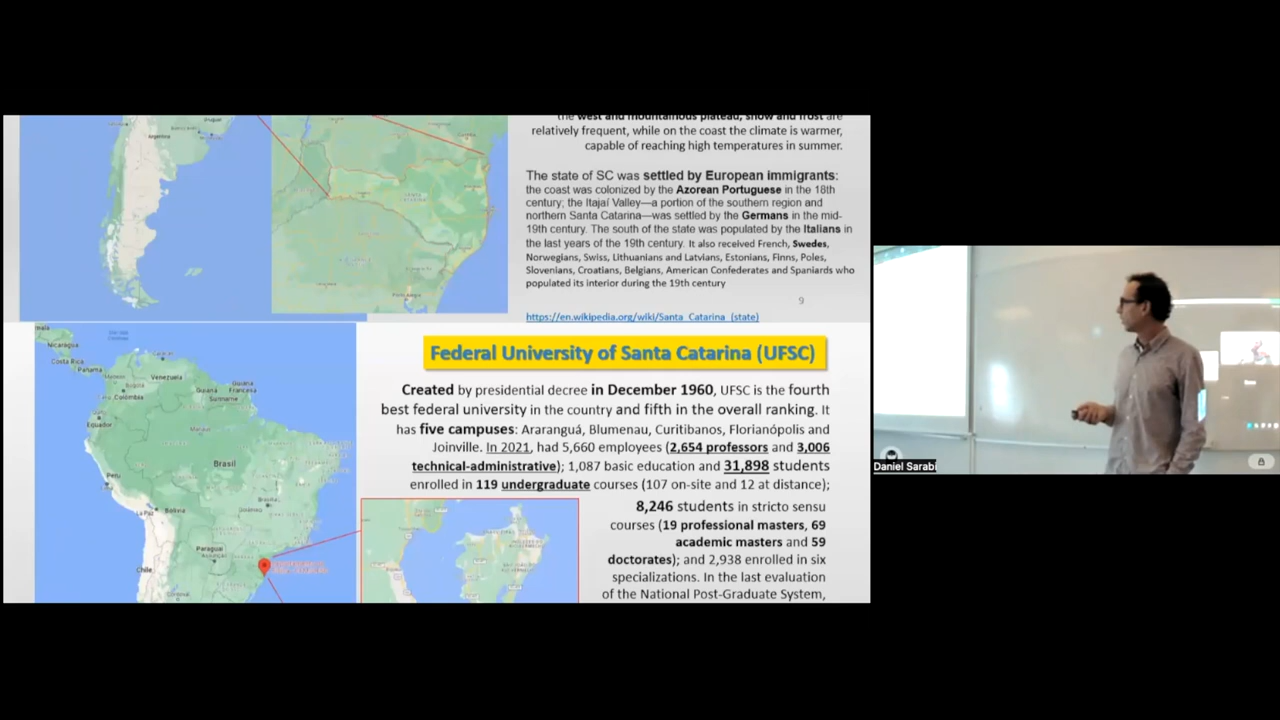 the west and mountainous plateau, snow and frost are
relatively frequent, while on the coast the climate is warmer,
capable of reaching high temperatures in summer.
The state of SC was settled by European immigrants:
the coast was colonized by the Azorean Portuguese in the 18th
century; the Itajaí Valley—a portion of the southern region and
northern Santa Catarina—was settled by the Germans in the mid-
19th century. The south of the state was populated by the Italians in
the last years of the 19th century. It also received French, Swedes,
Norwegians, Swiss, Lithuanians and Latvians, Estonians, Finns, Poles,
Slovenians, Croatians, Belgians, American Confederates and Spaniards who
populated its interior during the 19th century
9
https://en.wikipedia.org/wiki/Santa_Catarina_(state)
Argentina
Nicaragua
Costa Rica
Panama
Caracas
Venezuela
Guyana
Suriname
Colombia
Equador
Peru
Brasil
Brasília
La Paz
Bolívia
Paraguai
Chile
Federal University of Santa Catarina (UFSC)
Created by presidential decree in December 1960, UFSC is the fourth
best federal university in the country and fifth in the overall ranking. It
has five campuses: Araranguá, Blumenau, Curitibanos, Florianópolis and
Joinville. In 2021, had 5,660 employees (2,654 professors and 3,006
technical-administrative); 1,087 basic education and 31,898 students
enrolled in 119 undergraduate courses (107 on-site and 12 at distance);
8,246 students in stricto sensu
courses (19 professional masters, 69
academic masters and 59
doctorates); and 2,938 enrolled in six
specializations. In the last evaluation
of the National Post-Graduate System,
Daniel Sarabi